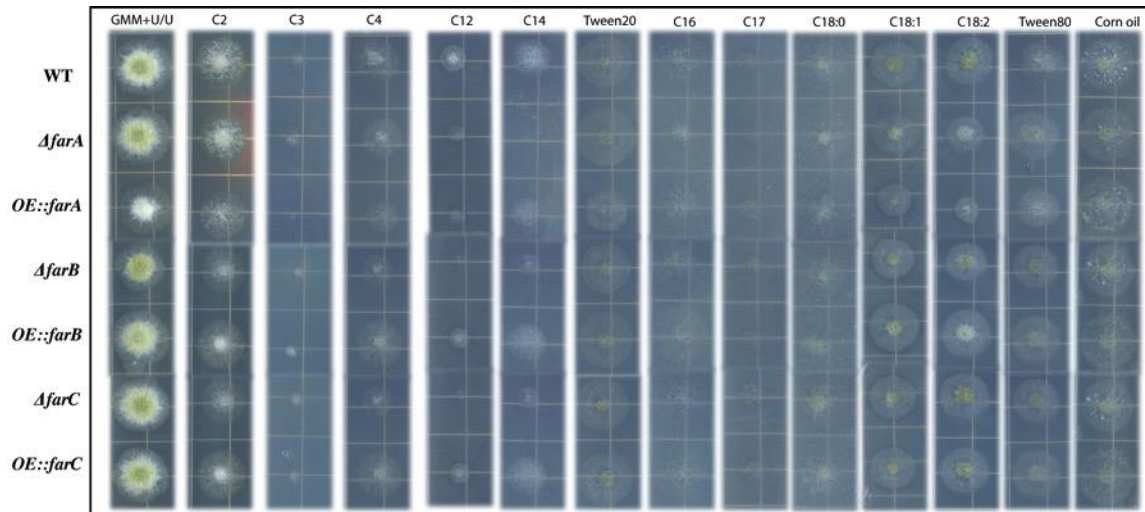 GMM+U/U C2 C3 C4 C12 C14 Tween20 C16 C17 C18:0 C18:1 C18:2 Tween80 Corn oil
WT
ΔfarA
OE::farA
ΔfarB
OE::farB
ΔfarC
OE::farC